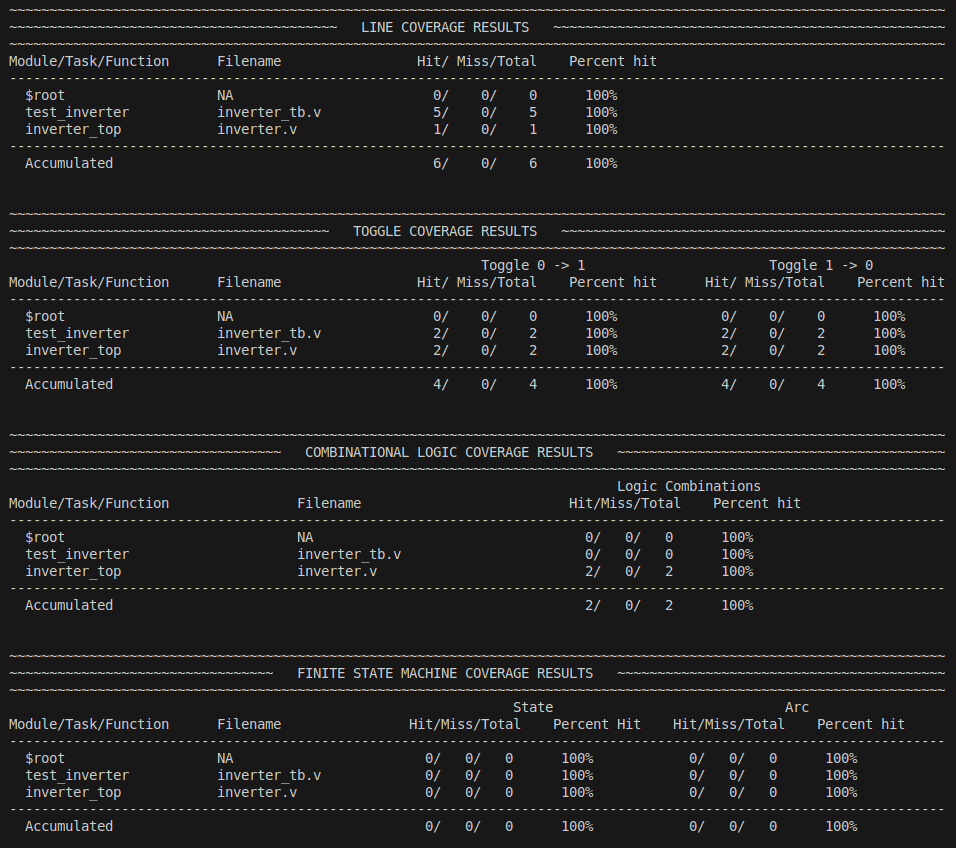 ~~~~~~~~~~~~~~~~~~~~~~~~~~~~~~~~~~~~~~~~~~~~~~~~~~~~~~~~~~~~~~~~~~~~~~~~~~~~~~~~~~~~~~~~~~~~~~~~~~~~~~~~~~~~~~~~~~~~~
~~~~~~~~~~~~~~~~~~~~~~~~~~~~~~~~~~~~~~~~~   LINE COVERAGE RESULTS   ~~~~~~~~~~~~~~~~~~~~~~~~~~~~~~~~~~~~~~~~~~~~~~~~~
~~~~~~~~~~~~~~~~~~~~~~~~~~~~~~~~~~~~~~~~~~~~~~~~~~~~~~~~~~~~~~~~~~~~~~~~~~~~~~~~~~~~~~~~~~~~~~~~~~~~~~~~~~~~~~~~~~~~~
Module/Task/Function      Filename                 Hit/ Miss/Total    Percent hit
---------------------------------------------------------------------------------------------------------------------
  $root                   NA                         0/    0/    0      100%
  test_inverter           inverter_tb.v              5/    0/    5      100%
  inverter_top            inverter.v                 1/    0/    1      100%
---------------------------------------------------------------------------------------------------------------------
  Accumulated                                        6/    0/    6      100%

~~~~~~~~~~~~~~~~~~~~~~~~~~~~~~~~~~~~~~~~~~~~~~~~~~~~~~~~~~~~~~~~~~~~~~~~~~~~~~~~~~~~~~~~~~~~~~~~~~~~~~~~~~~~~~~~~~~~~
~~~~~~~~~~~~~~~~~~~~~~~~~~~~~~~~~~~~~~~~   TOGGLE COVERAGE RESULTS   ~~~~~~~~~~~~~~~~~~~~~~~~~~~~~~~~~~~~~~~~~~~~~~~~
~~~~~~~~~~~~~~~~~~~~~~~~~~~~~~~~~~~~~~~~~~~~~~~~~~~~~~~~~~~~~~~~~~~~~~~~~~~~~~~~~~~~~~~~~~~~~~~~~~~~~~~~~~~~~~~~~~~~~
                                                           Toggle 0 -> 1                       Toggle 1 -> 0
Module/Task/Function      Filename                 Hit/ Miss/Total    Percent hit      Hit/ Miss/Total    Percent hit
---------------------------------------------------------------------------------------------------------------------
  $root                   NA                         0/    0/    0      100%             0/    0/    0      100%
  test_inverter           inverter_tb.v              2/    0/    2      100%             2/    0/    2      100%
  inverter_top            inverter.v                 2/    0/    2      100%             2/    0/    2      100%
---------------------------------------------------------------------------------------------------------------------
  Accumulated                                        4/    0/    4      100%             4/    0/    4      100%

~~~~~~~~~~~~~~~~~~~~~~~~~~~~~~~~~~~~~~~~~~~~~~~~~~~~~~~~~~~~~~~~~~~~~~~~~~~~~~~~~~~~~~~~~~~~~~~~~~~~~~~~~~~~~~~~~~~~~
~~~~~~~~~~~~~~~~~~~~~~~~~~~~~~~~~~   COMBINATIONAL LOGIC COVERAGE RESULTS   ~~~~~~~~~~~~~~~~~~~~~~~~~~~~~~~~~~~~~~~~~
~~~~~~~~~~~~~~~~~~~~~~~~~~~~~~~~~~~~~~~~~~~~~~~~~~~~~~~~~~~~~~~~~~~~~~~~~~~~~~~~~~~~~~~~~~~~~~~~~~~~~~~~~~~~~~~~~~~~~
                                                                            Logic Combinations
Module/Task/Function                Filename                          Hit/Miss/Total    Percent hit
---------------------------------------------------------------------------------------------------------------------
  $root                             NA                                  0/   0/   0      100%
  test_inverter                     inverter_tb.v                       0/   0/   0      100%
  inverter_top                      inverter.v                          2/   0/   2      100%
---------------------------------------------------------------------------------------------------------------------
  Accumulated                                                           2/   0/   2      100%

~~~~~~~~~~~~~~~~~~~~~~~~~~~~~~~~~~~~~~~~~~~~~~~~~~~~~~~~~~~~~~~~~~~~~~~~~~~~~~~~~~~~~~~~~~~~~~~~~~~~~~~~~~~~~~~~~~~~~
~~~~~~~~~~~~~~~~~~~~~~~~~~~~~~~~~   FINITE STATE MACHINE COVERAGE RESULTS   ~~~~~~~~~~~~~~~~~~~~~~~~~~~~~~~~~~~~~~~~~
~~~~~~~~~~~~~~~~~~~~~~~~~~~~~~~~~~~~~~~~~~~~~~~~~~~~~~~~~~~~~~~~~~~~~~~~~~~~~~~~~~~~~~~~~~~~~~~~~~~~~~~~~~~~~~~~~~~~~
                                                               State                             Arc
Module/Task/Function      Filename                Hit/Miss/Total    Percent Hit    Hit/Miss/Total    Percent hit
---------------------------------------------------------------------------------------------------------------------
  $root                   NA                        0/   0/   0      100%            0/   0/   0      100%
  test_inverter           inverter_tb.v             0/   0/   0      100%            0/   0/   0      100%
  inverter_top            inverter.v                0/   0/   0      100%            0/   0/   0      100%
---------------------------------------------------------------------------------------------------------------------
  Accumulated                                       0/   0/   0      100%            0/   0/   0      100%